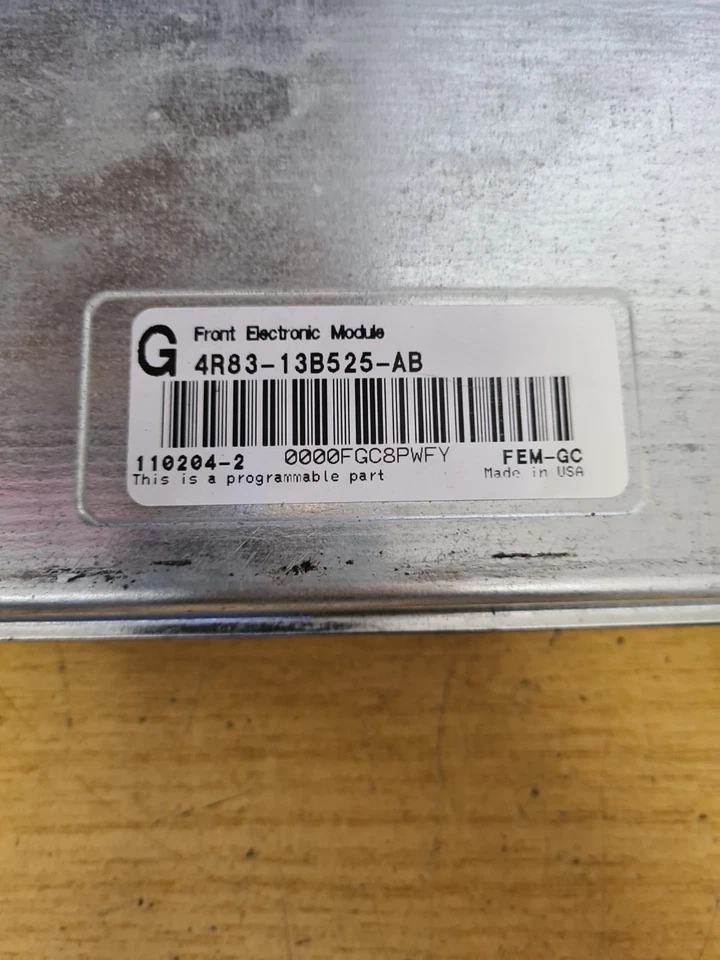 G Front Electronic Module
4R83-13B525-AB
110204-2 0000FGC8PWFY FEM-GC
This is a programmable part Made in USA